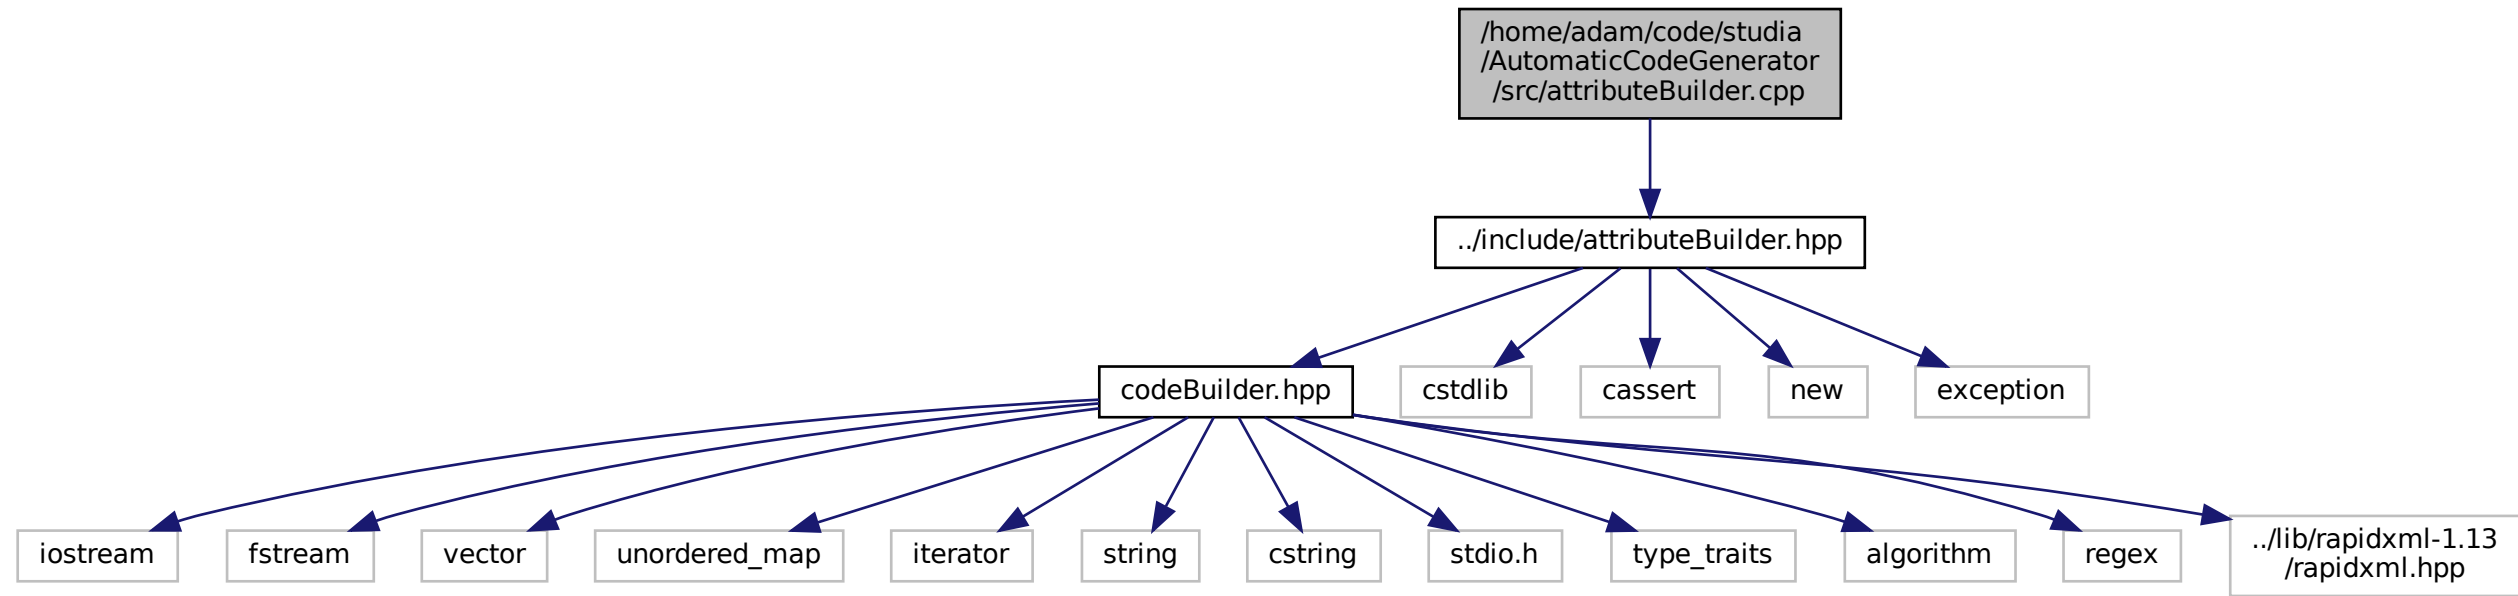 /home/adam/code/studia
/AutomaticCodeGenerator
/src/attributeBuilder.cpp
../include/attributeBuilder.hpp
codeBuilder.hpp
cstdlib
cassert
new
exception
iostream
fstream
vector
unordered_map
iterator
string
cstring
stdio.h
type_traits
algorithm
regex
../lib/rapidxml-1.13
/rapidxml.hpp